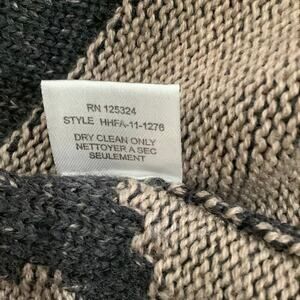 RN 125324
STYLE HHFA-11-1276
DRY CLEAN ONLY
NETTOYER A SEC
SEULEMENT